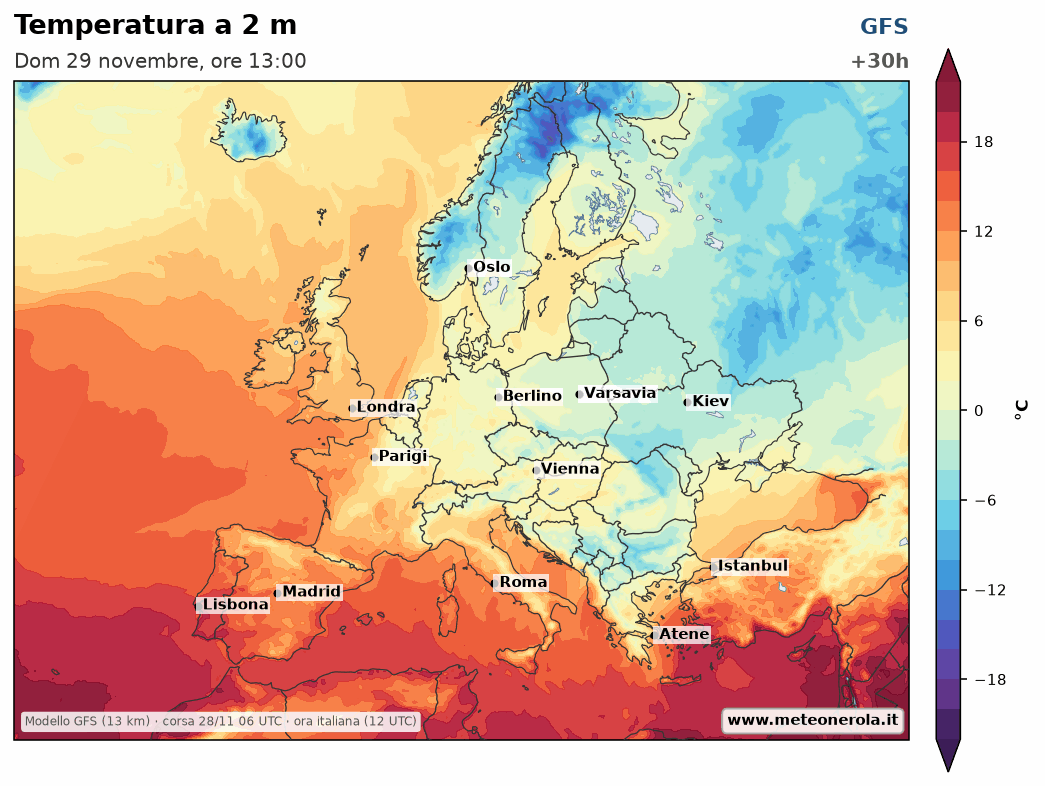 Temperatura a 2 m
GFS
Dom 29 novembre, ore 13:00
+30h
Oslo
Berlino
Varsavia
Kiev
Londra
Parigi
Vienna
Istanbul
Roma
Madrid
Lisbona
Atene
Modello GFS (13 km) · corsa 28/11 06 UTC · ora italiana (12 UTC)
www.meteonerola.it
18
12
6
0
−6
−12
−18
°C